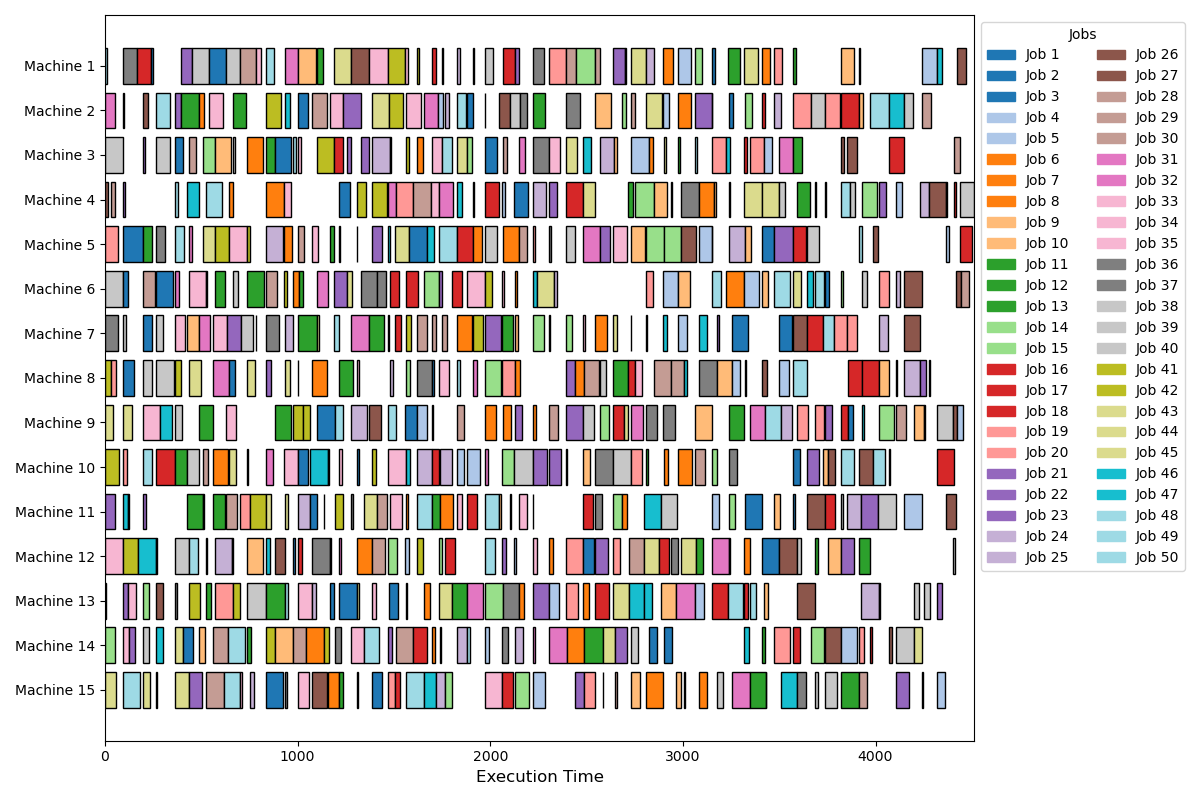 Machine 1
Machine 2
Machine 3
Machine 4
Machine 5
Machine 6
Machine 7
Machine 8
Machine 9
Machine 10
Machine 11
Machine 12
Machine 13
Machine 14
Machine 15
0 1000 2000 3000 4000
Execution Time
Jobs
Job 1 Job 26
Job 2 Job 27
Job 3 Job 28
Job 4 Job 29
Job 5 Job 30
Job 6 Job 31
Job 7 Job 32
Job 8 Job 33
Job 9 Job 34
Job 10 Job 35
Job 11 Job 36
Job 12 Job 37
Job 13 Job 38
Job 14 Job 39
Job 15 Job 40
Job 16 Job 41
Job 17 Job 42
Job 18 Job 43
Job 19 Job 44
Job 20 Job 45
Job 21 Job 46
Job 22 Job 47
Job 23 Job 48
Job 24 Job 49
Job 25 Job 50